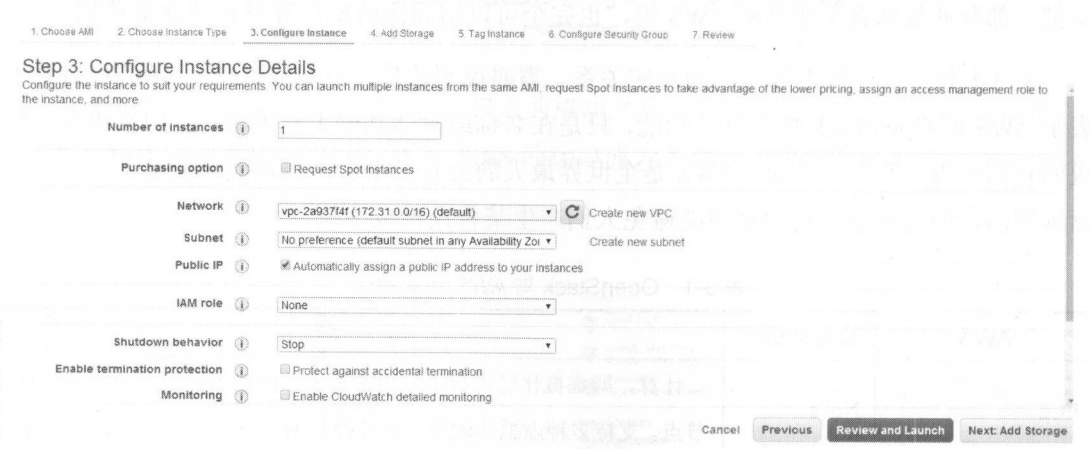 1. Choose AMI 2. Choose Instance Type 3. Configure Instance 4. Add Storage 5. Tag Instance 6. Configure Security Group 7. Review
Step 3: Configure Instance Details
Configure the instance to suit your requirements. You can launch multiple instances from the same AMI, request Spot Instances to take advantage of the lower pricing, assign an access management role to
the instance, and more.
Number of instances 1
Purchasing option Request Spot Instances
Network vpc-2a937f4f (172.31.0.0/16) (default) Create new VPC
Subnet No preference (default subnet in any Availability Zoi Create new subnet
Public IP Automatically assign a public IP address to your instances
IAM role None
Shutdown behavior Stop
Enable termination protection Protect against accidental termination
Monitoring Enable CloudWatch detailed monitoring
Cancel Previous Review and Launch Next: Add Storage